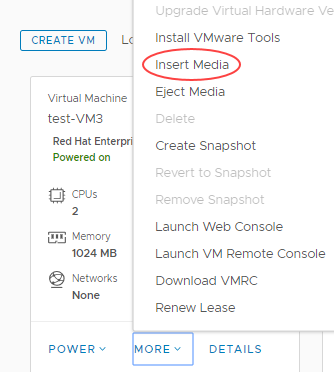 Upgrade Virtual Hardware Ve
CREATE VM
Lo
Install VMware Tools
Insert Media
Eject Media
Delete
Create Snapshot
Revert to Snapshot
Remove Snapshot
Launch Web Console
Launch VM Remote Console
Download VMRC
Renew Lease
Virtual Machine
test-VM3
Red Hat Enterpri
Powered on
CPUs
2
Memory
1024 MB
Networks
None
POWER MORE DETAILS